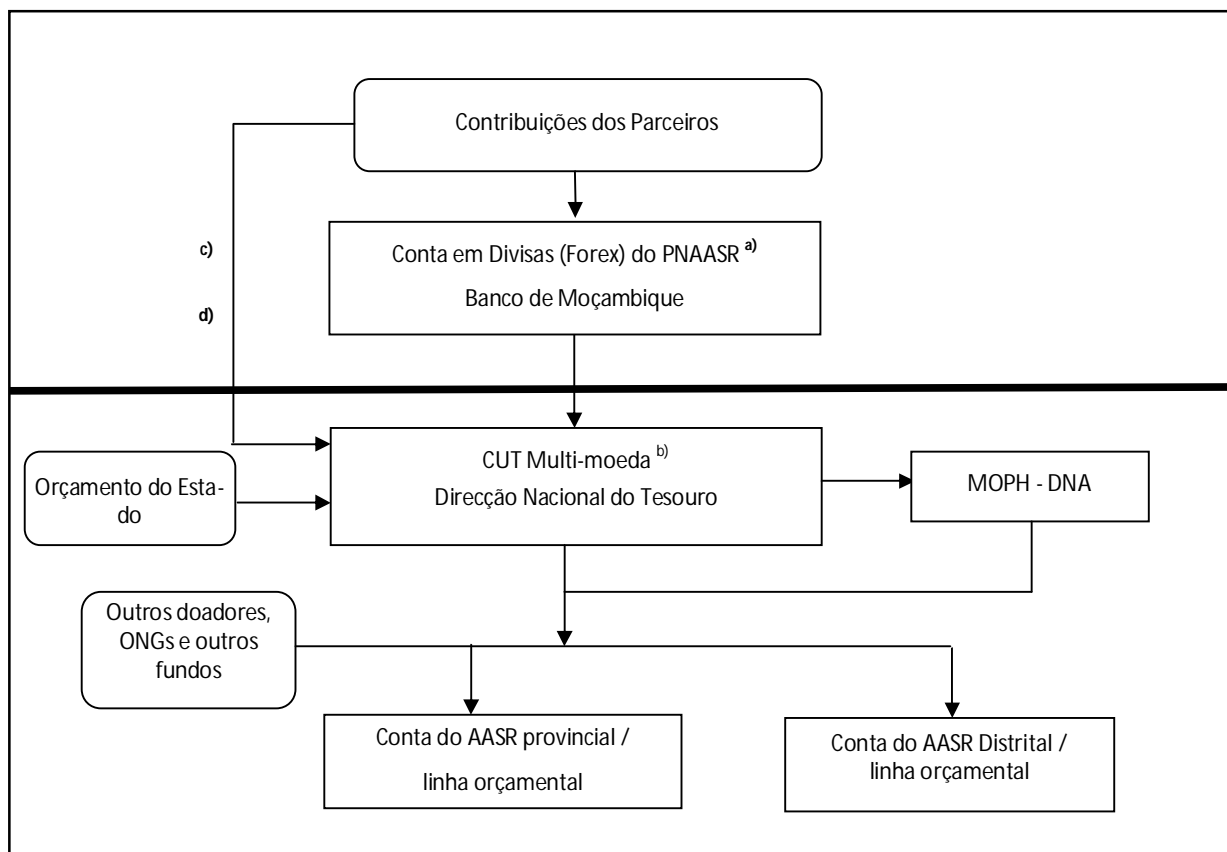 Contribuições dos Parceiros
Conta em Divisas (Forex) do PNAASR a)
Banco de Moçambique
c)
d)
CUT Multi-moeda b)
Direcção Nacional do Tesouro
MOPH - DNA
Orçamento do Esta-
do
Outros doadores,
ONGs e outros
fundos
Conta do AASR provincial /
linha orçamental
Conta do AASR Distrital /
linha orçamental